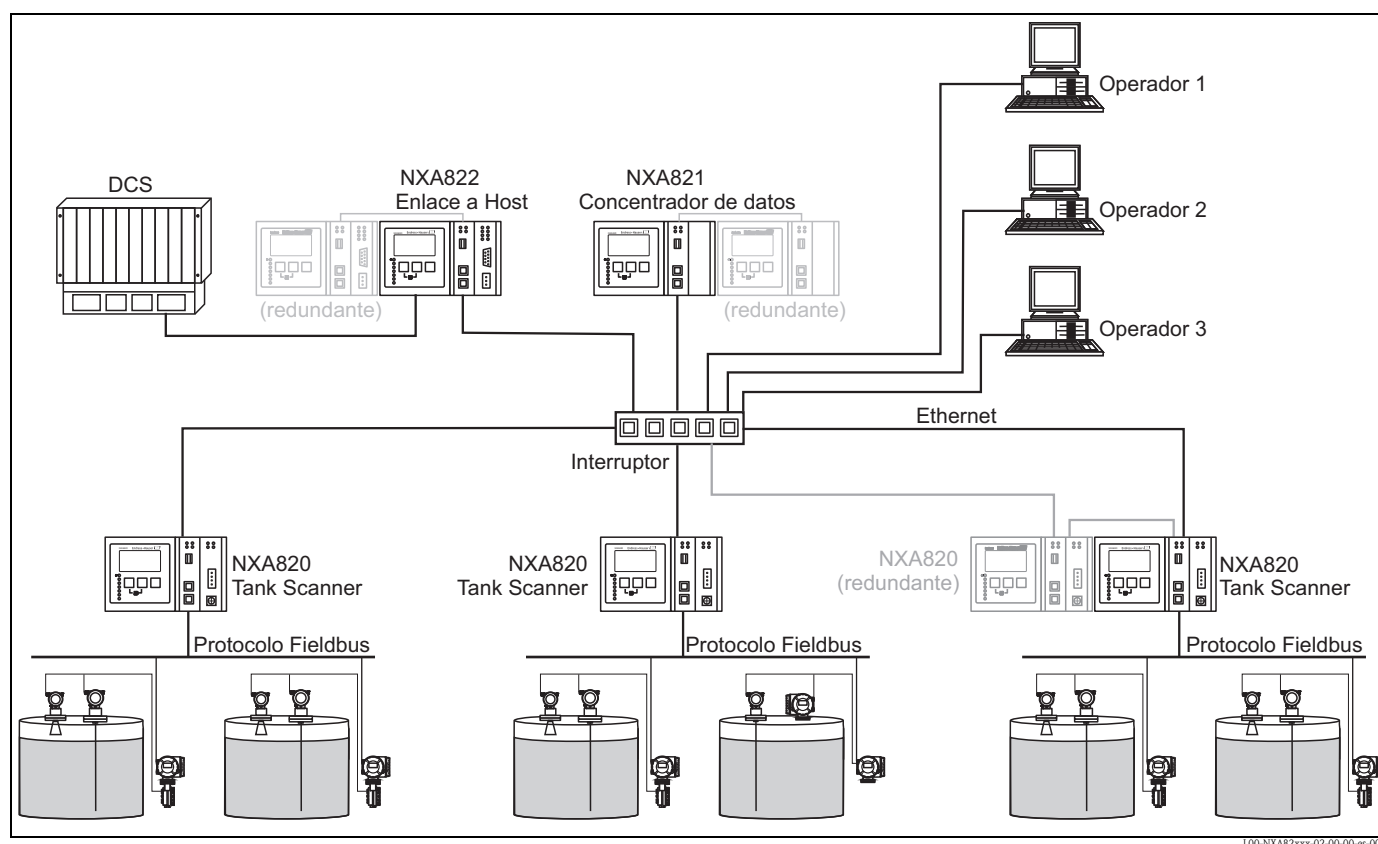 Operador 1
DCS
NXA822
Enlace a Host
NXA821
Concentrador de datos
Operador 2
(redundante)
(redundante)
Operador 3
Ethernet
Interruptor
NXA820
Tank Scanner
NXA820
Tank Scanner
NXA820
(redundante)
NXA820
Tank Scanner
Protocolo Fieldbus
Protocolo Fieldbus
Protocolo Fieldbus